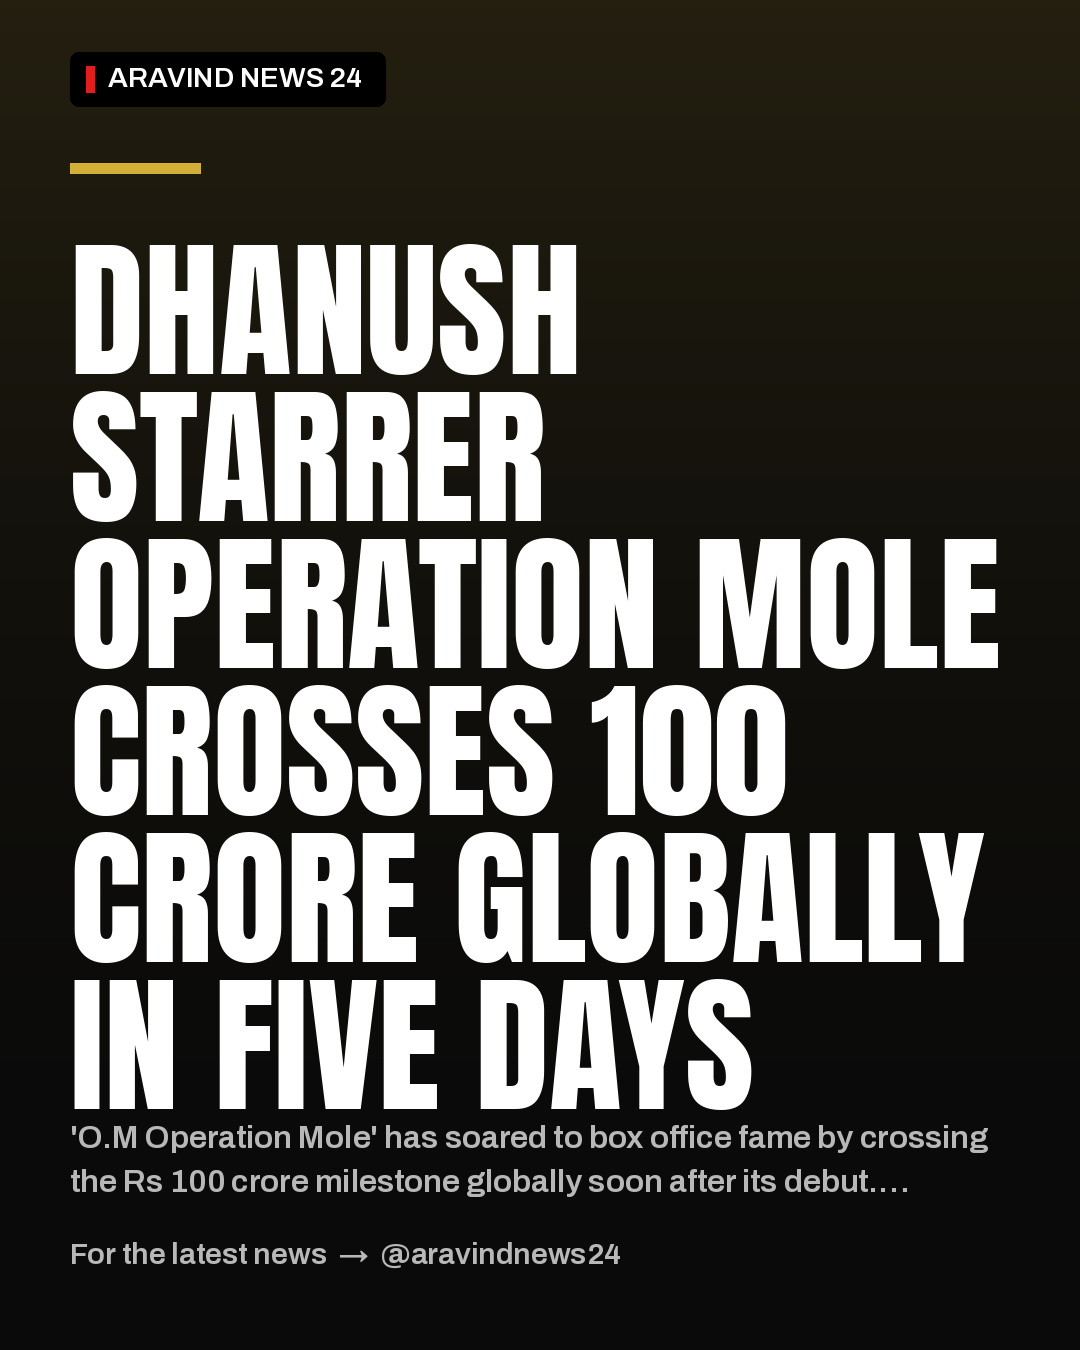 ARAVIND NEWS 24
DHANUSH
STARRER
OPERATION MOLE
CROSSES 100
CRORE GLOBALLY
IN FIVE DAYS
'O.M Operation Mole' has soared to box office fame by crossing
the Rs 100 crore milestone globally soon after its debut....
For the latest news → @aravindnews24